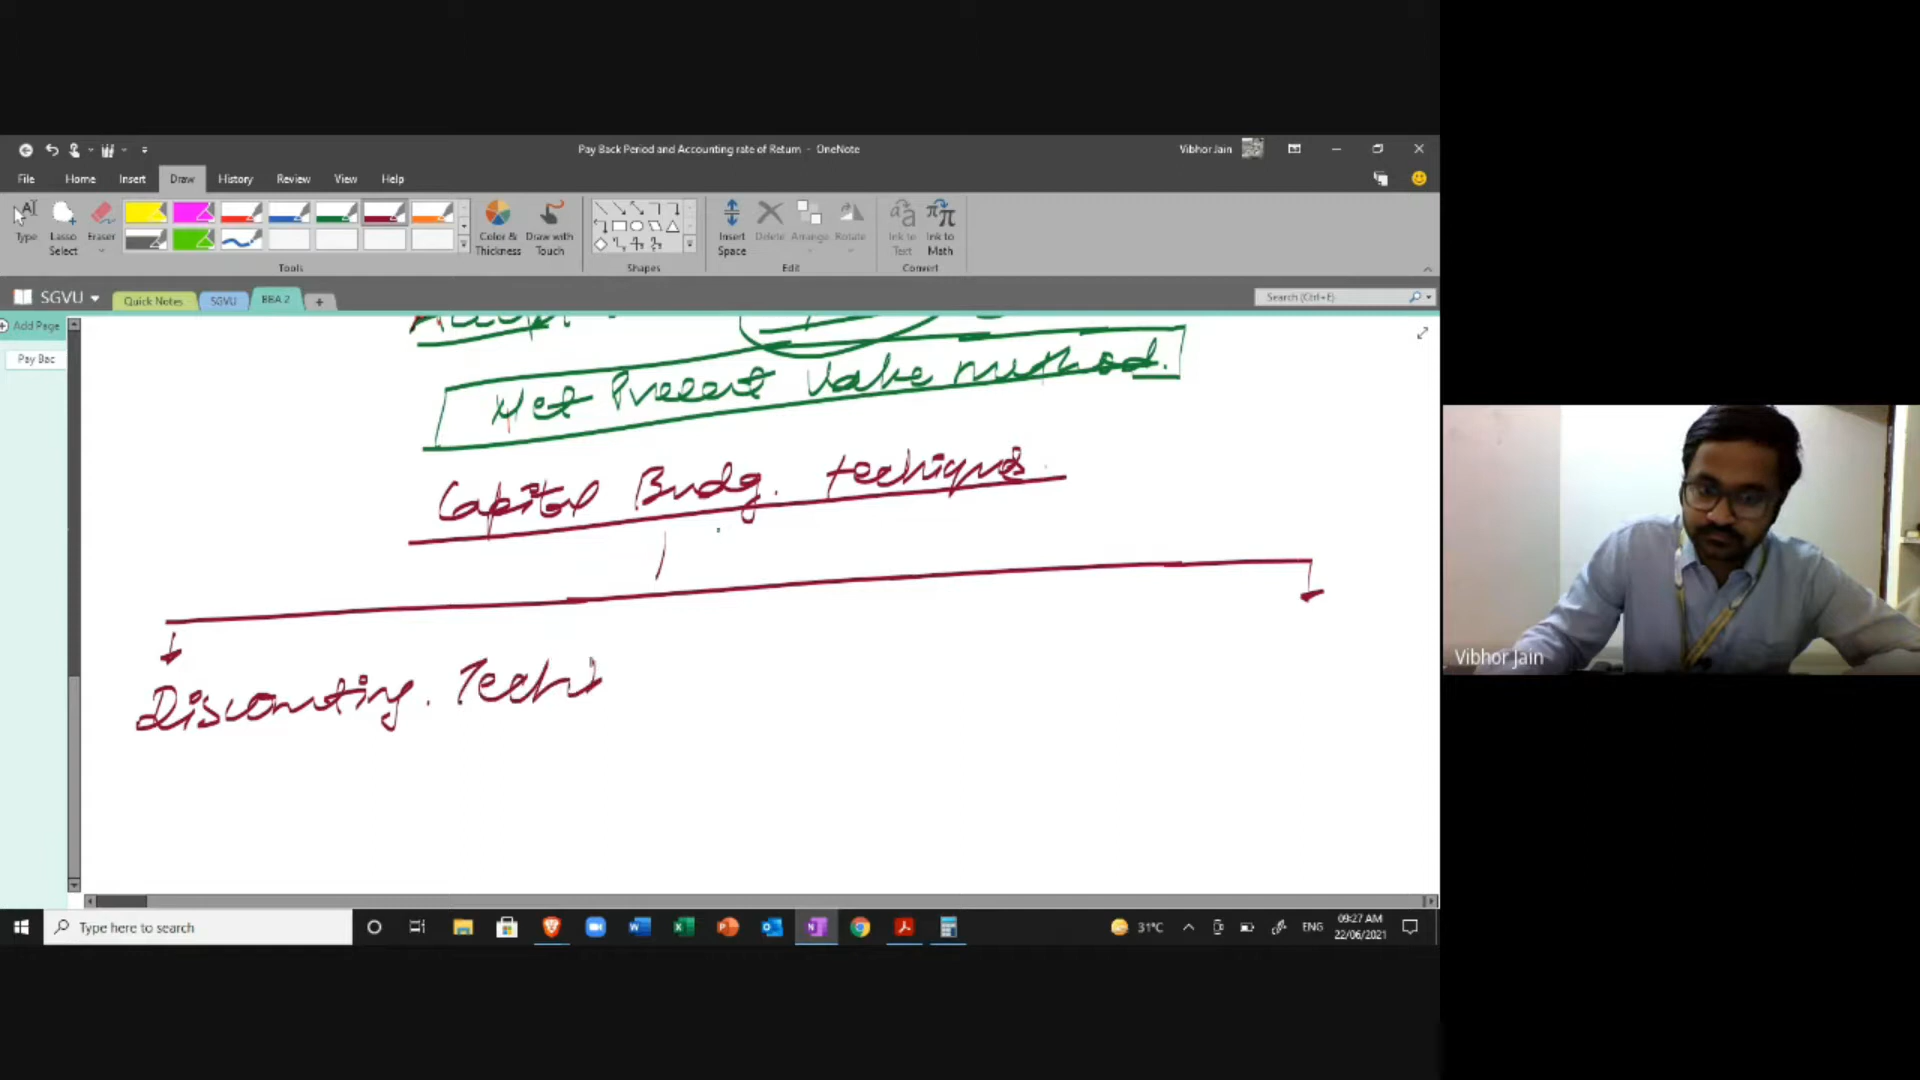 Pay Back Period and Accounting rate of Return - OneNote
Vibhor Jain
File Home Insert Draw History Review View Help
Type
Lasso Select
Eraser
Color & Thickness
Draw with Touch
Insert Space
Delete
Arrange
Rotate
Ink to Text
Ink to Math
Tools
Shapes
Edit
Convert
SGVU
Quick Notes
SGVU
BBA 2
Search (Ctrl+E)
Add Page
Pay Bac
Net Present Value method.
Capital Budg. techiques.
Discounting. Techi
Vibhor Jain
Type here to search
31°C
ENG
09:27 AM
22/06/2021